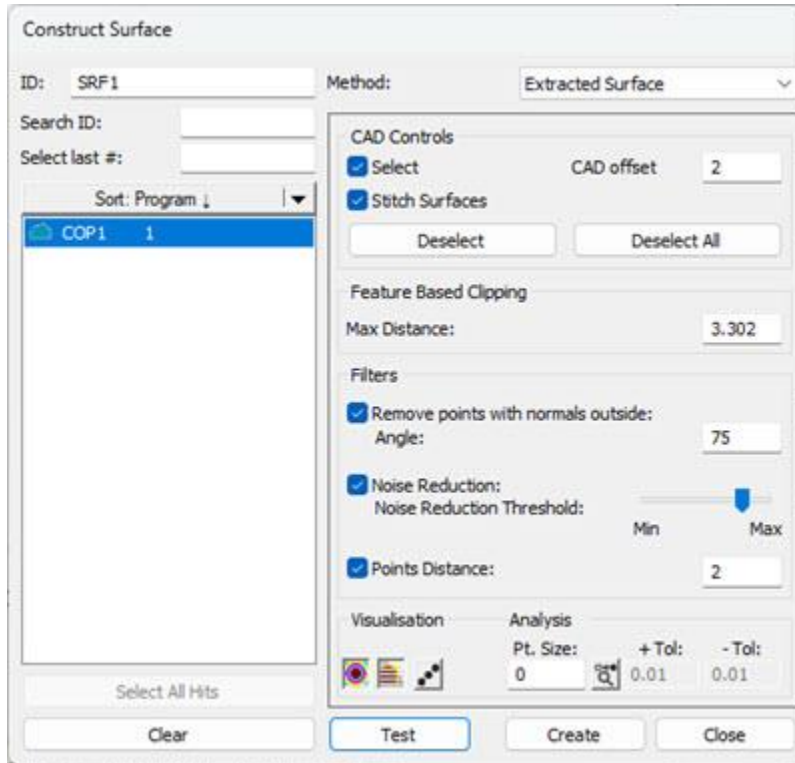 Construct Surface
ID: SRF1
Method: Extracted Surface
Search ID:
Select last #:
Sort: Program ↓
COP1 1
Select All Hits
Clear
CAD Controls
Select CAD offset 2
Stitch Surfaces
Deselect Deselect All
Feature Based Clipping
Max Distance: 3.302
Filters
Remove points with normals outside:
Angle: 75
Noise Reduction:
Noise Reduction Threshold:
Min Max
Points Distance: 2
Visualisation Analysis
Pt. Size: + Tol: - Tol:
0 0.01 0.01
Test Create Close